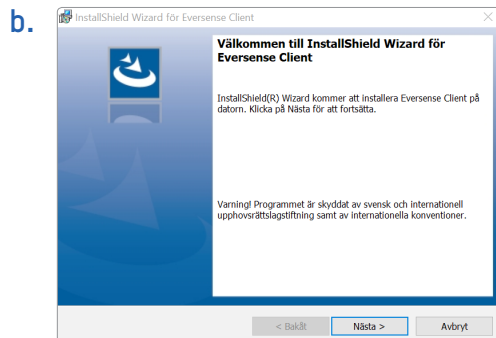 b.
InstallShield Wizard för Eversense Client
Välkommen till InstallShield Wizard för
Eversense Client
InstallShield(R) Wizard kommer att installera Eversense Client på
datorn. Klicka på Nästa för att fortsätta.
Varning! Programmet är skyddat av svensk och internationell
upphovsrättslagstiftning samt av internationella konventioner.
< Bakåt Nästa > Avbryt